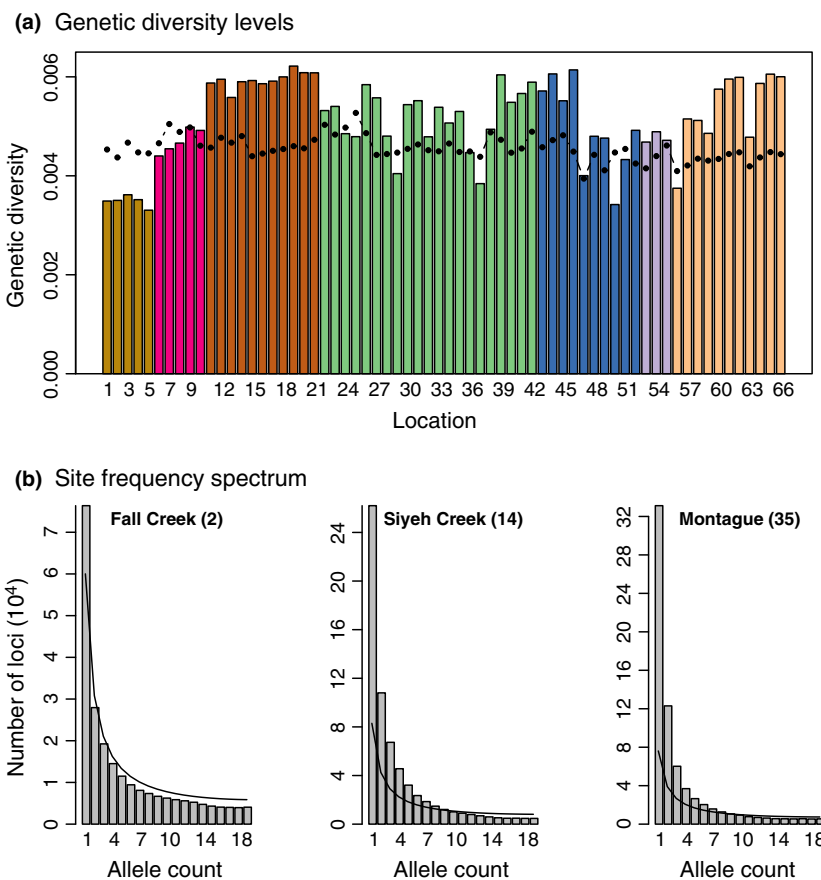 (a) Genetic diversity levels
Genetic diversity
0.006
0.004
0.002
0.000
1 3 5 7 9 12 15 18 21 24 27 30 33 36 39 42 45 48 51 54 57 60 63 66
Location
(b) Site frequency spectrum
Number of loci (10⁴)
Fall Creek (2)
7
6
5
4
3
2
1
0
1 4 7 10 14 18
Allele count
Siyeh Creek (14)
24
20
16
12
8
4
0
1 4 7 10 14 18
Allele count
Montague (35)
32
28
24
20
16
12
8
4
0
1 4 7 10 14 18
Allele count